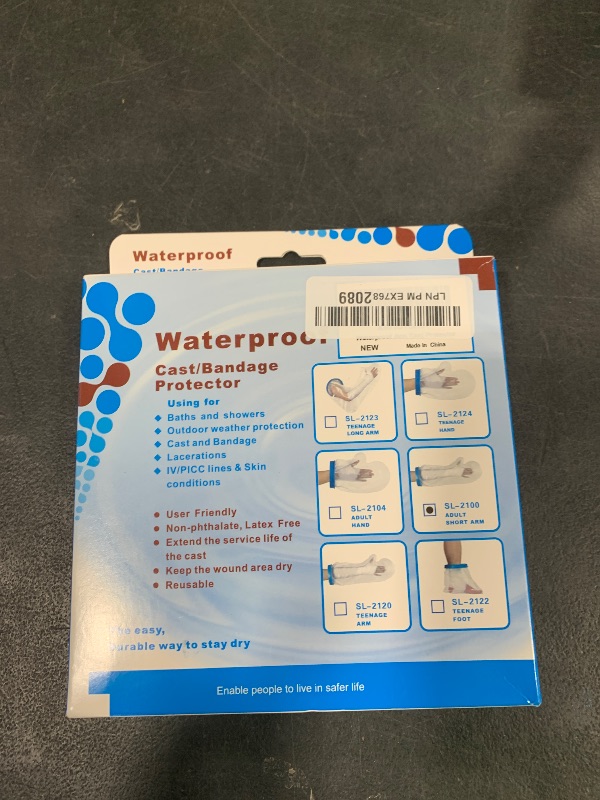 Waterproof
Cast/Bandage
LPN PM EX768 2089
Waterproof
NEW Made in China
Cast/Bandage
Protector
Using for
Baths and showers
Outdoor weather protection
Cast and Bandage
Lacerations
IV/PICC lines & Skin
conditions
User Friendly
Non-phthalate, Latex Free
Extend the service life of
the cast
Keep the wound area dry
Reusable
easy,
way to stay dry
SL-2123
TEENAGE
LONG ARM
SL-2124
TEENAGE
HAND
SL-2104
ADULT
HAND
SL-2100
ADULT
SHORT ARM
SL-2120
TEENAGE
ARM
SL-2122
TEENAGE
FOOT
Enable people to live in safer life